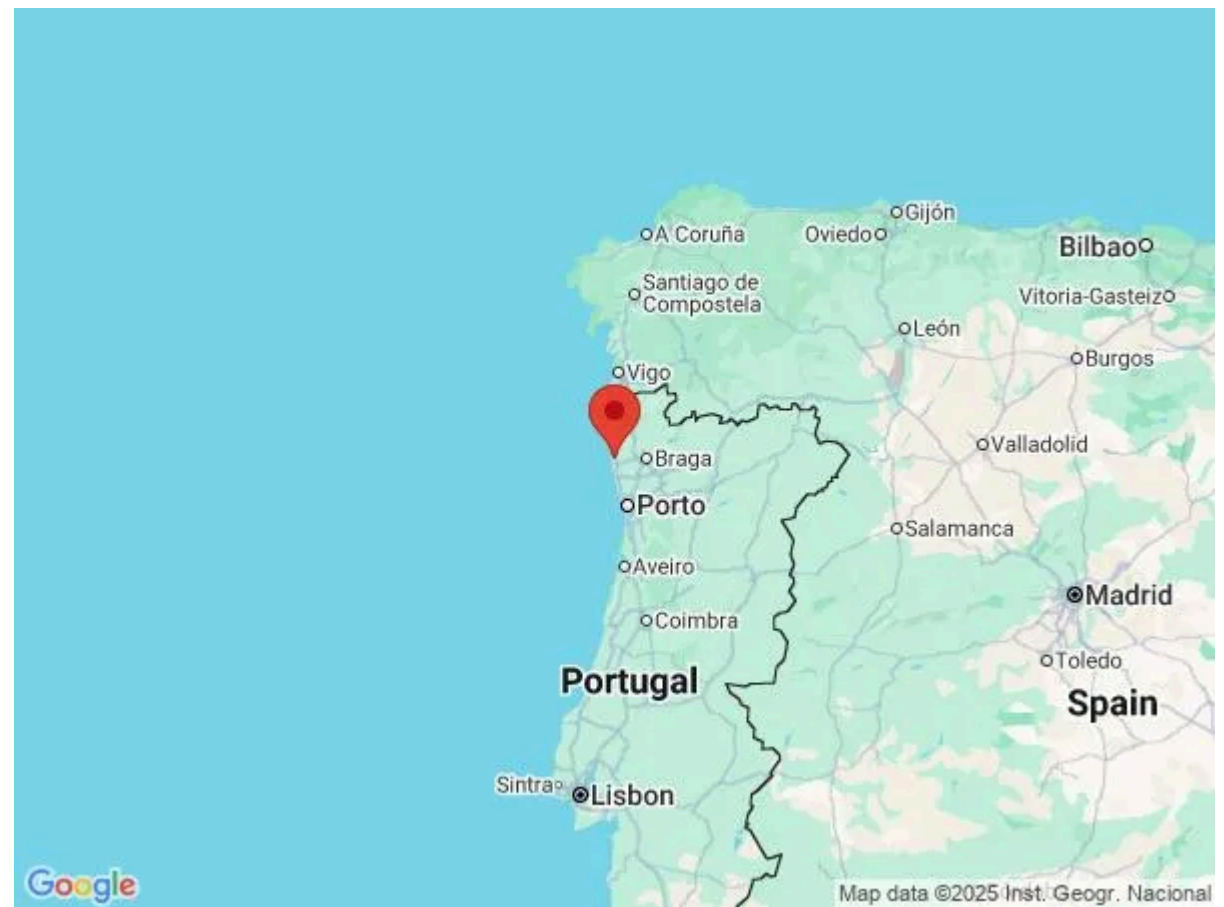 Gijón
A Coruña
Oviedo
Bilbao
Santiago de
Compostela
Vitoria-Gasteiz
León
Burgos
Vigo
Valladolid
Braga
Porto
Salamanca
Aveiro
Madrid
Coimbra
Toledo
Portugal
Spain
Sintra
Lisbon
Google
Map data ©2025 Inst. Geogr. Nacional